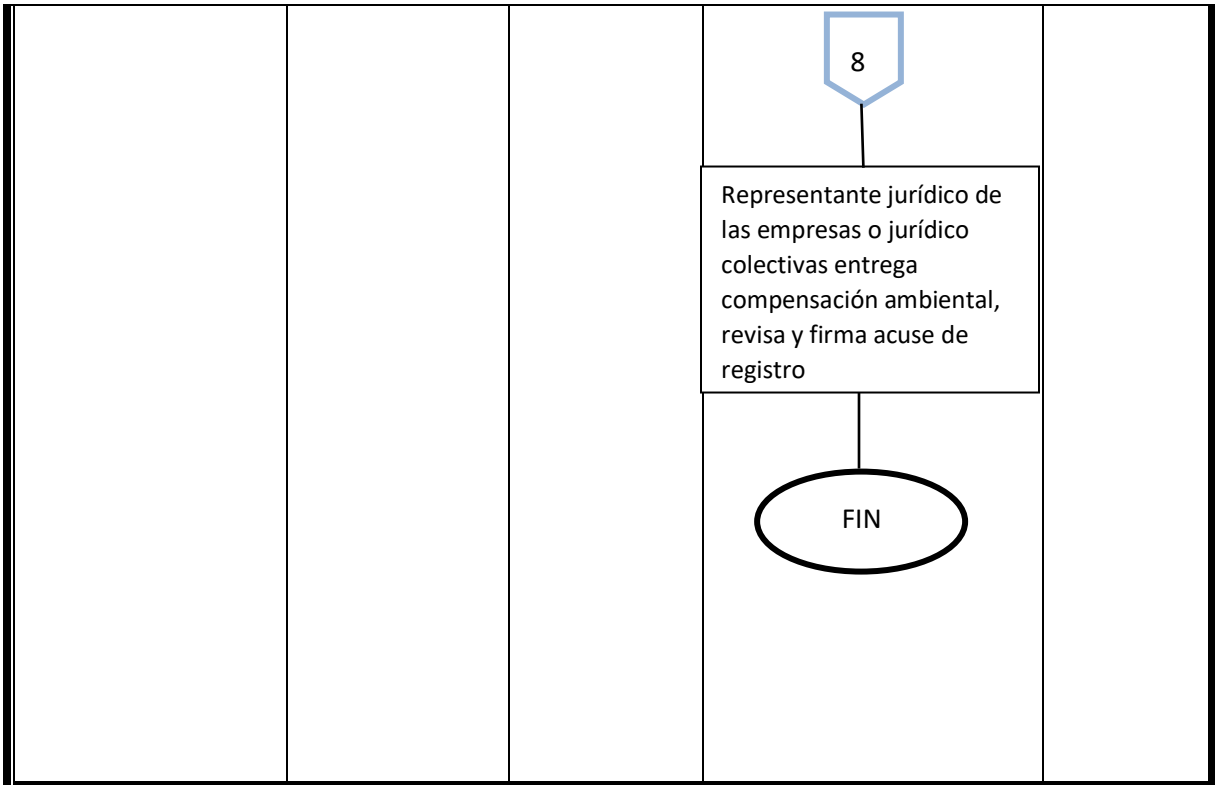 8
Representante jurídico de
las empresas o jurídico
colectivas entrega
compensación ambiental,
revisa y firma acuse de
registro
FIN